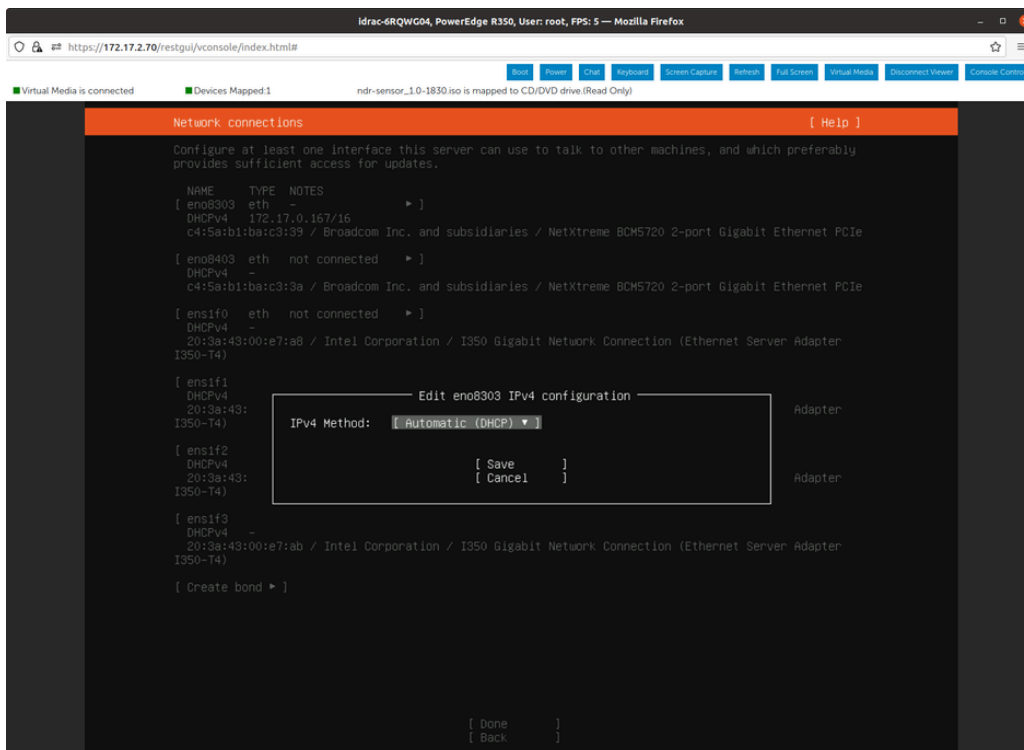 idrac-6RQWG04, PowerEdge R350, User: root, FPS: 5 — Mozilla Firefox
https://172.17.2.70/restgui/vconsole/index.html#
Boot Power Chat Keyboard Screen Capture Refresh Full Screen Virtual Media Disconnect Viewer Console Contro
Virtual Media is connected Devices Mapped:1 ndr-sensor_1.0-1830.iso is mapped to CD/DVD drive.(Read Only)
Network connections [ Help ]
Configure at least one interface this server can use to talk to other machines, and which preferably
provides sufficient access for updates.
NAME TYPE NOTES
[ eno8303 eth - ▸ ]
DHCPv4 172.17.0.167/16
c4:5a:b1:ba:c3:39 / Broadcom Inc. and subsidiaries / NetXtreme BCM5720 2-port Gigabit Ethernet PCIe
[ eno8403 eth not connected ▸ ]
DHCPv4 -
c4:5a:b1:ba:c3:3a / Broadcom Inc. and subsidiaries / NetXtreme BCM5720 2-port Gigabit Ethernet PCIe
[ ens1f0 eth not connected ▸ ]
DHCPv4 -
20:3a:43:00:e7:a8 / Intel Corporation / I350 Gigabit Network Connection (Ethernet Server Adapter
I350-T4)
[ ens1f1
DHCPv4
20:3a:43: Adapter
I350-T4)
Edit eno8303 IPv4 configuration
IPv4 Method: [ Automatic (DHCP) ▾ ]
[ Save ]
[ Cancel ]
[ ens1f2
DHCPv4
20:3a:43: Adapter
I350-T4)
[ ens1f3
DHCPv4 -
20:3a:43:00:e7:ab / Intel Corporation / I350 Gigabit Network Connection (Ethernet Server Adapter
I350-T4)
[ Create bond ▸ ]
[ Done ]
[ Back ]